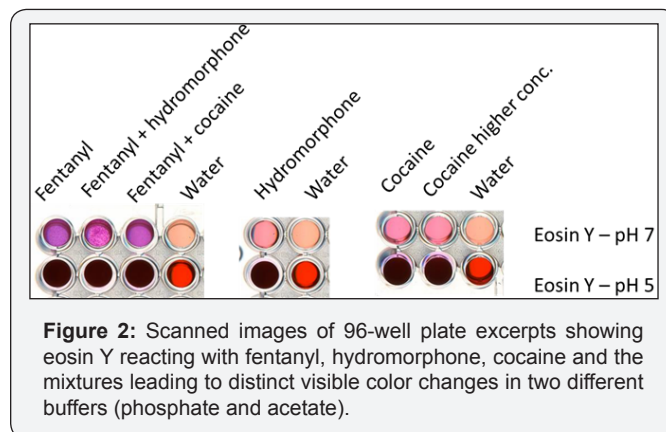 Fentanyl
Fentanyl + hydromorphone
Fentanyl + cocaine
Water
Hydromorphone
Water
Cocaine
Cocaine higher conc.
Water
Eosin Y – pH 7
Eosin Y – pH 5
Figure 2: Scanned images of 96-well plate excerpts showing
eosin Y reacting with fentanyl, hydromorphone, cocaine and the
mixtures leading to distinct visible color changes in two different
buffers (phosphate and acetate).